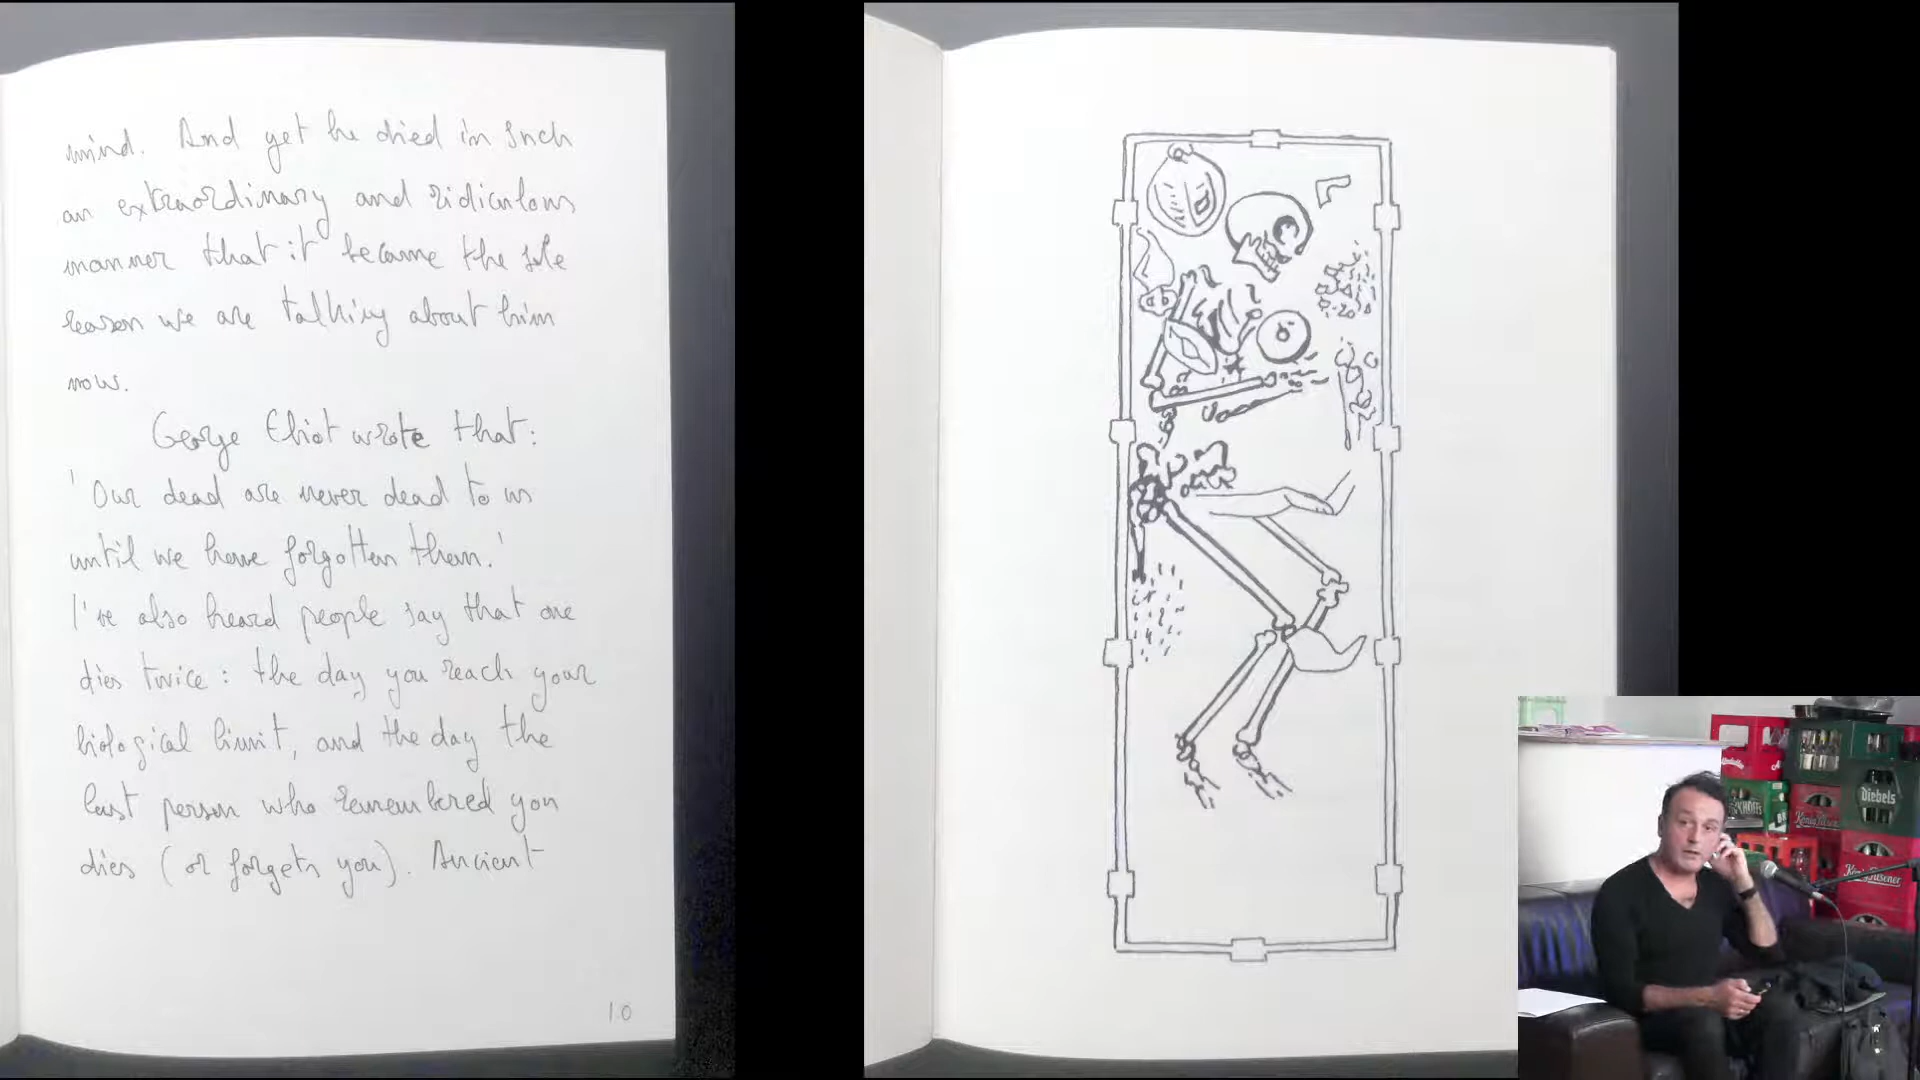 mind. And yet he died in such
an extraordinary and ridiculous
manner that it became the sole
reason we are talking about him
now.
George Eliot wrote that:
'Our dead are never dead to us
until we have forgotten them.'
I've also heard people say that one
dies twice: the day you reach your
biological limit, and the day the
last person who remembered you
dies (or forgets you). Ancient
10
Diebels
König Pilsener